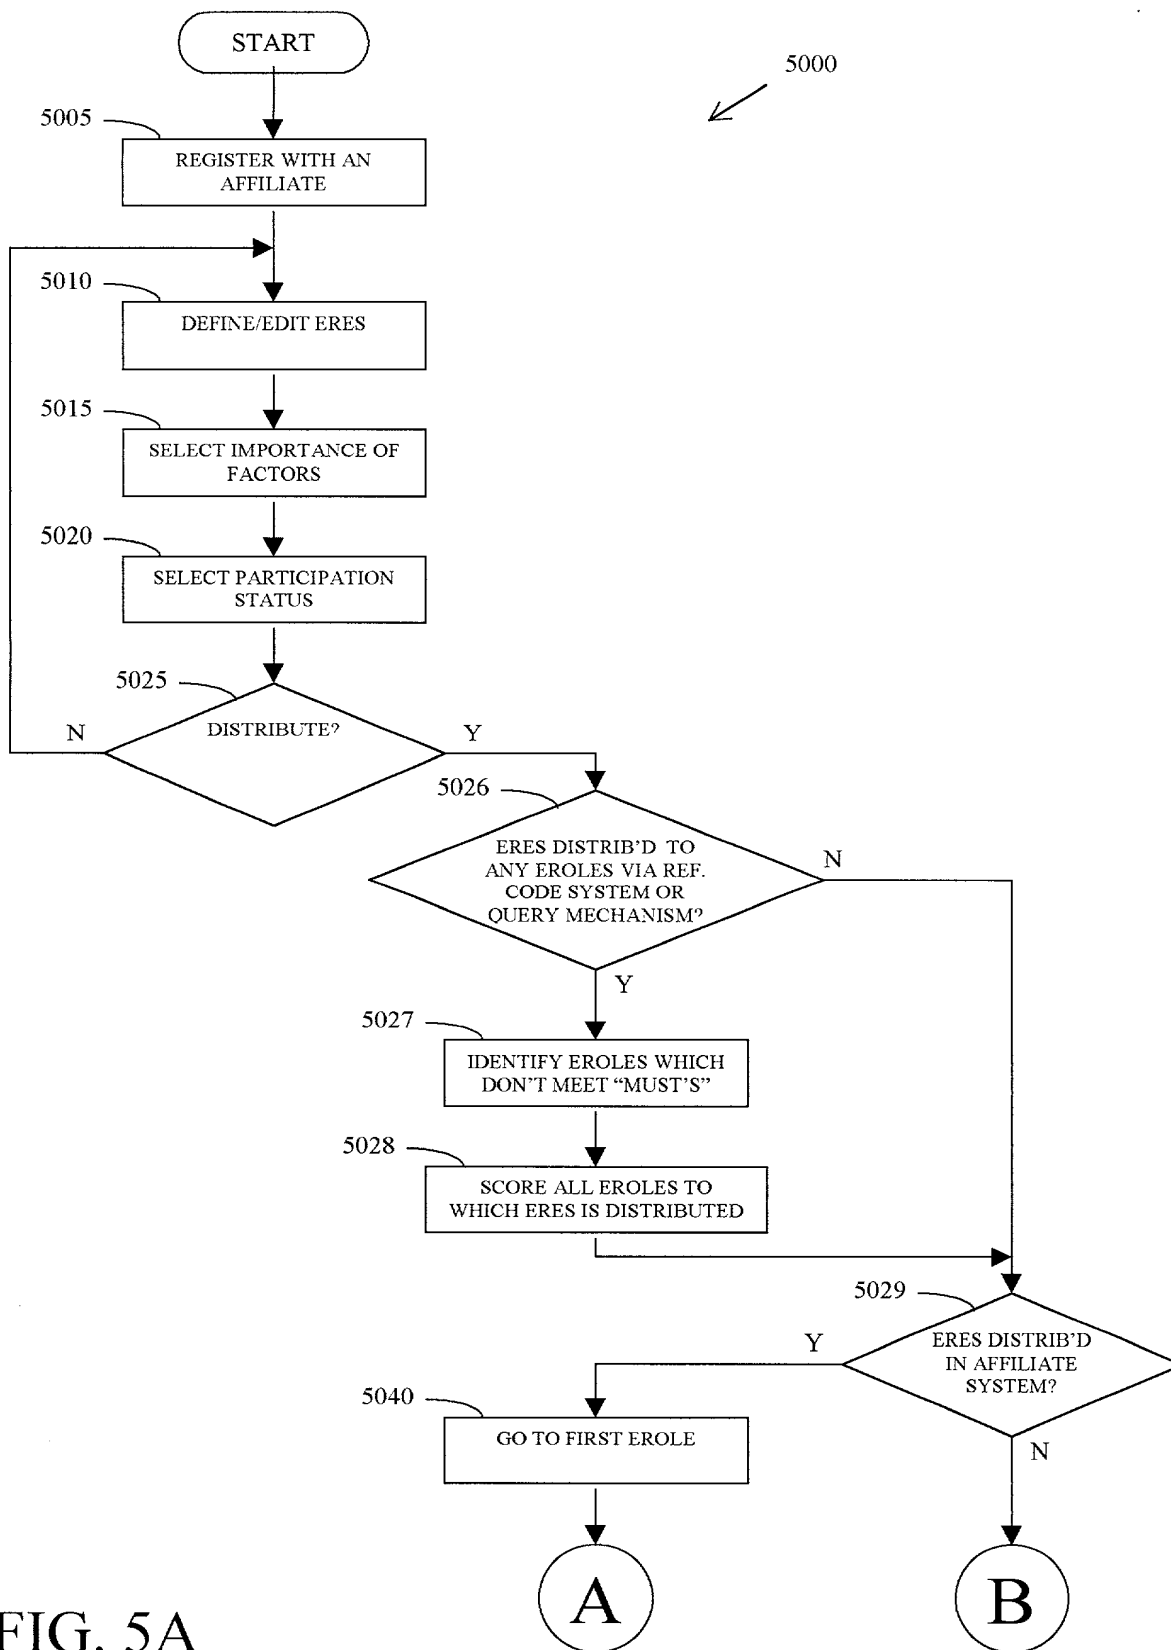 START
5000
5005
REGISTER WITH AN
AFFILIATE
5010
DEFINE/EDIT ERES
5015
SELECT IMPORTANCE OF
FACTORS
5020
SELECT PARTICIPATION
STATUS
5025
DISTRIBUTE?
N
Y
5026
ERES DISTRIB'D TO
ANY EROLES VIA REF.
CODE SYSTEM OR
QUERY MECHANISM?
N
Y
5027
IDENTIFY EROLES WHICH
DON'T MEET “MUST'S”
5028
SCORE ALL EROLES TO
WHICH ERES IS DISTRIBUTED
5029
ERES DISTRIB'D
IN AFFILIATE
SYSTEM?
Y
N
5040
GO TO FIRST EROLE
A
B
FIG. 5A